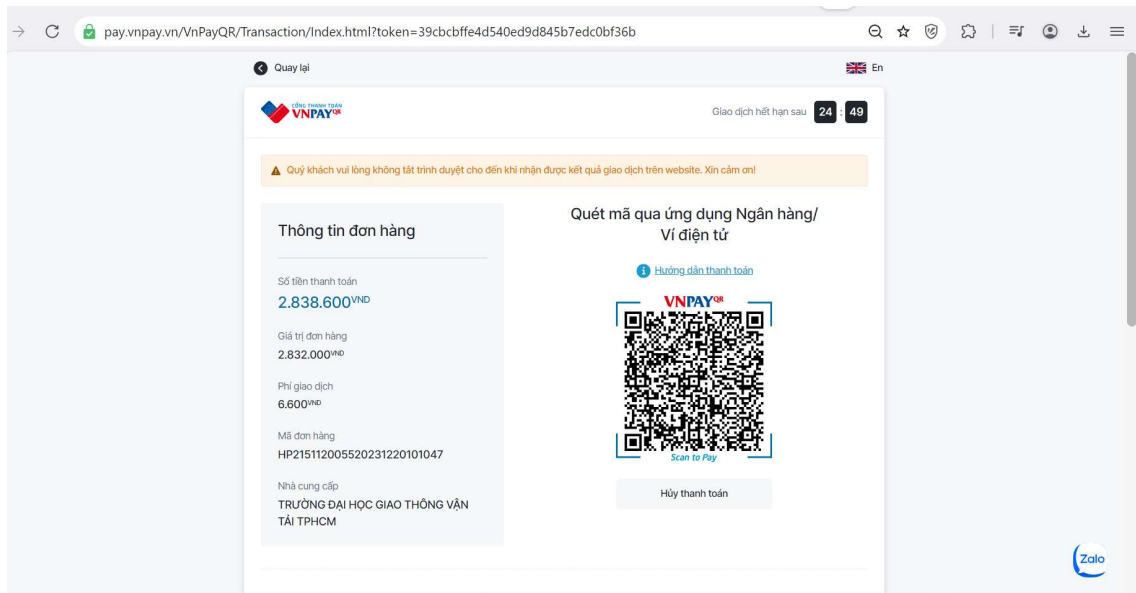 pay.vnpay.vn/VnPayQR/Transaction/Index.html?token=39cbcbffe4d540ed9d845b7edc0bf36b
Quay lại
En
CỔNG THANH TOÁN
VNPAYQR
Giao dịch hết hạn sau 24 : 49
Quý khách vui lòng không tắt trình duyệt cho đến khi nhận được kết quả giao dịch trên website. Xin cảm ơn!
Thông tin đơn hàng
Số tiền thanh toán
2.838.600VND
Giá trị đơn hàng
2.832.000VND
Phí giao dịch
6.600VND
Mã đơn hàng
HP215112005520231220101047
Nhà cung cấp
TRƯỜNG ĐẠI HỌC GIAO THÔNG VẬN
TẢI TPHCM
Quét mã qua ứng dụng Ngân hàng/
Ví điện tử
Hướng dẫn thanh toán
VNPAYQR
Scan to Pay
Hủy thanh toán
Zalo